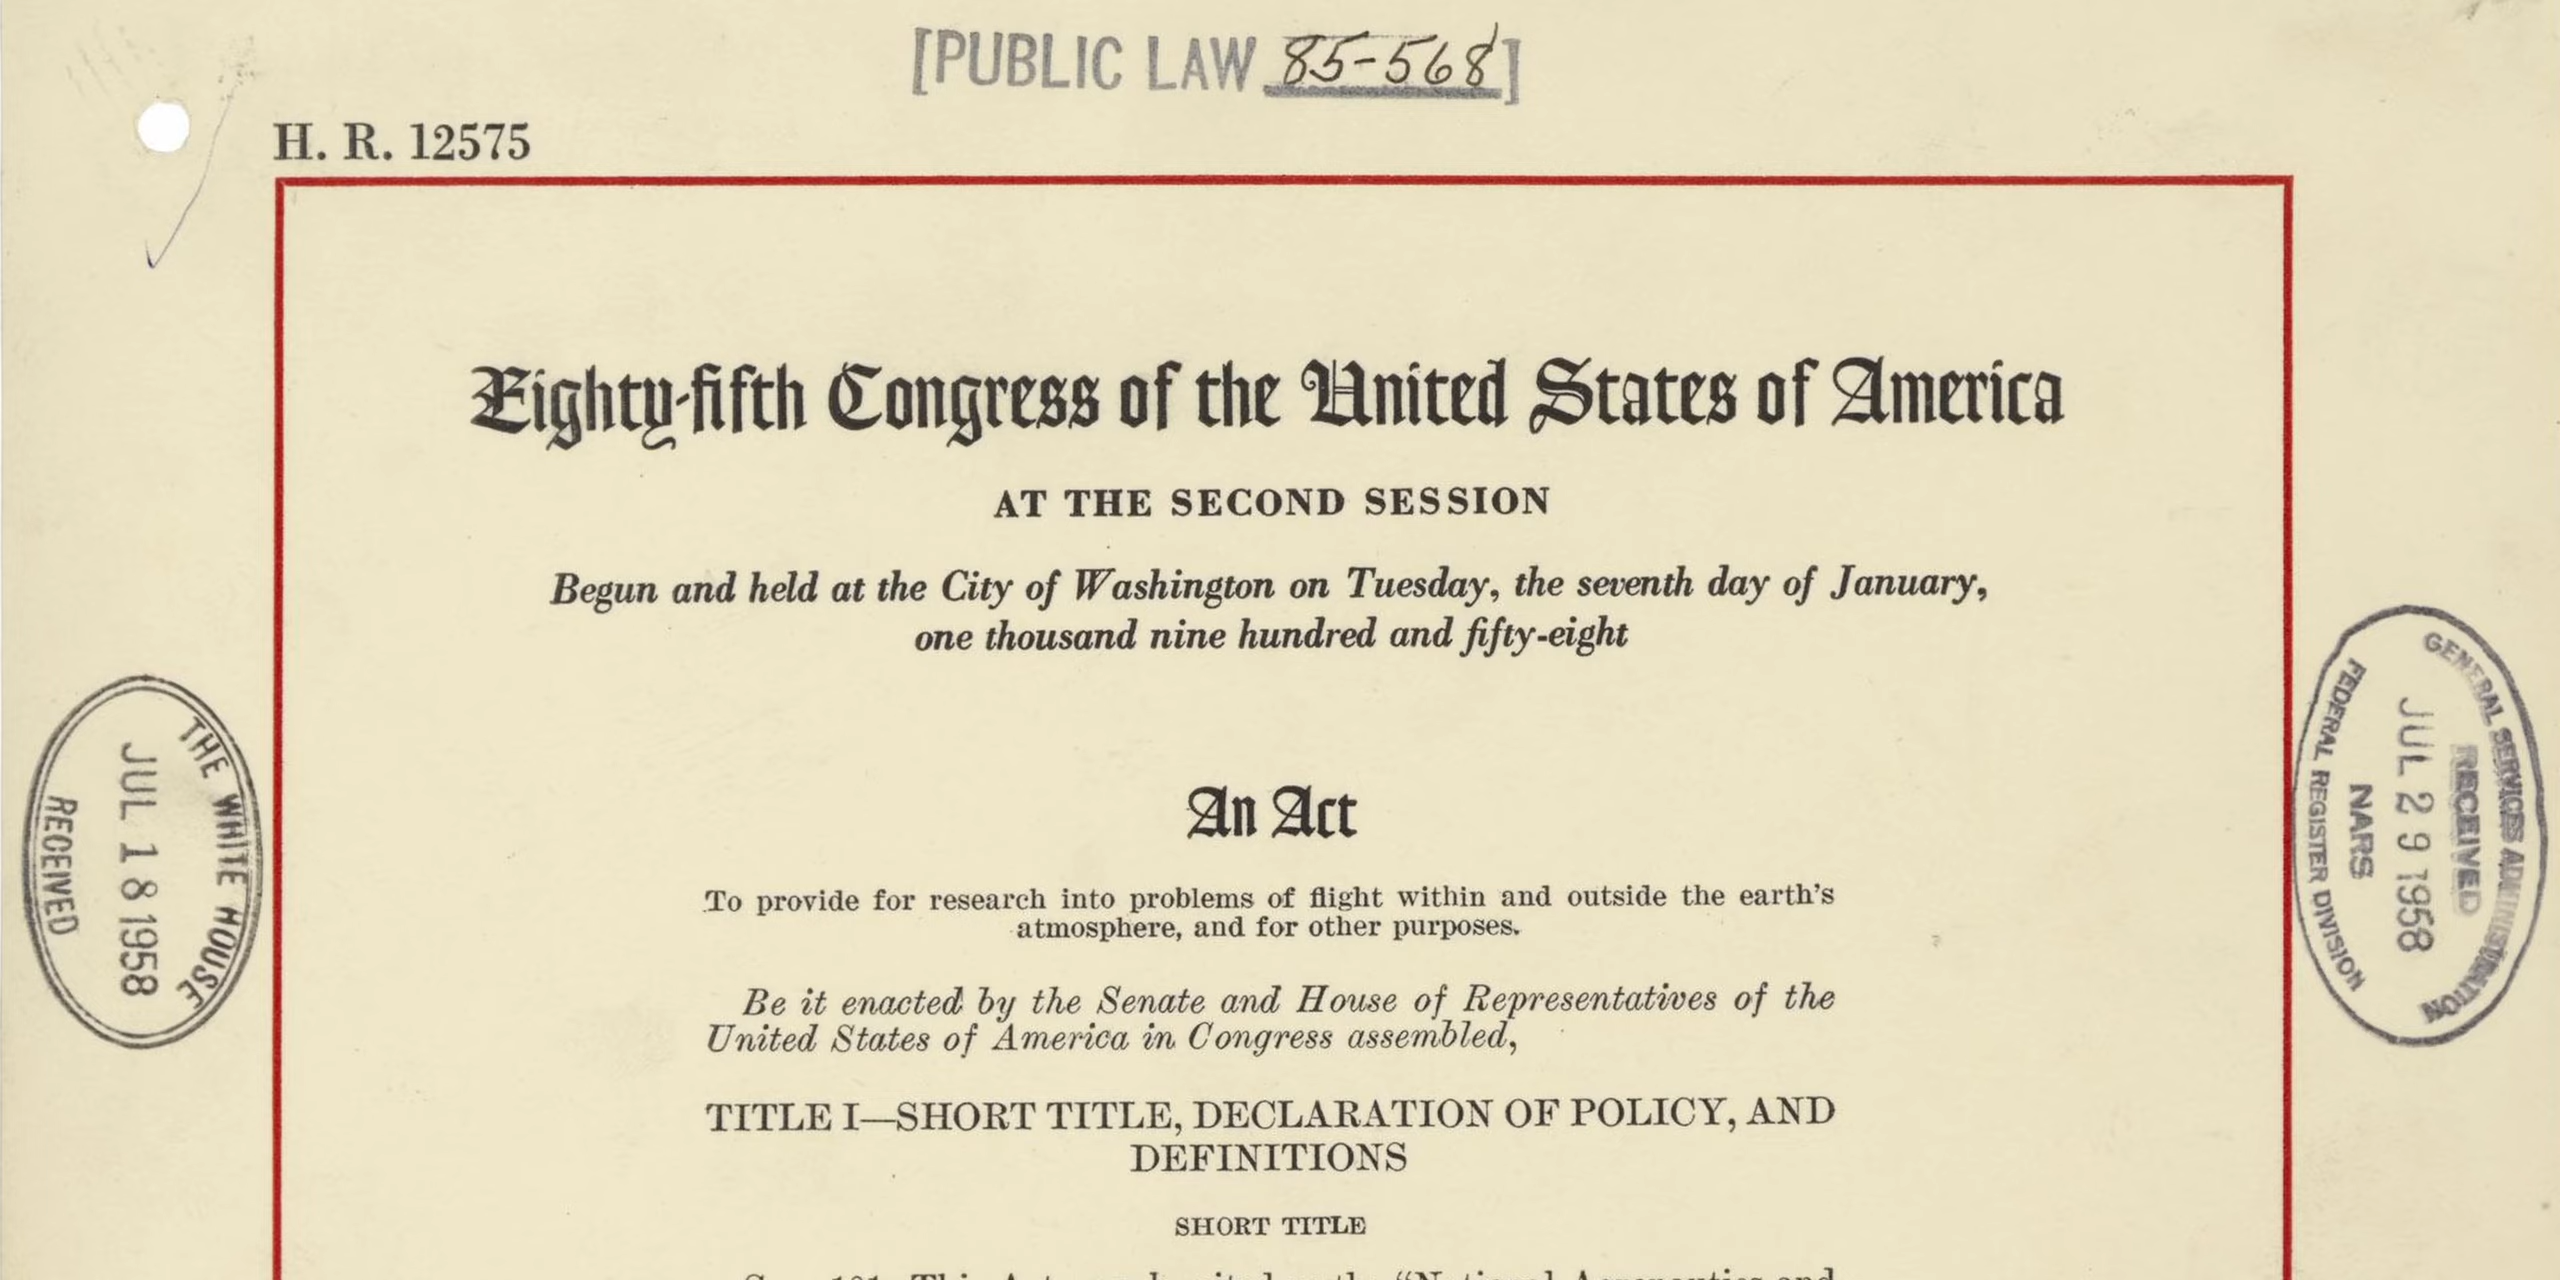 [PUBLIC LAW 85-568]
H. R. 12575
Eighty-fifth Congress of the United States of America
AT THE SECOND SESSION
Begun and held at the City of Washington on Tuesday, the seventh day of January,
one thousand nine hundred and fifty-eight
THE WHITE HOUSE
JUL 18 1958
RECEIVED
GENERAL SERVICES ADMINISTRATION
RECEIVED
JUL 29 1958
NARS
FEDERAL REGISTER DIVISION
An Act
To provide for research into problems of flight within and outside the earth's
atmosphere, and for other purposes.
Be it enacted by the Senate and House of Representatives of the
United States of America in Congress assembled,
TITLE I—SHORT TITLE, DECLARATION OF POLICY, AND
DEFINITIONS
SHORT TITLE